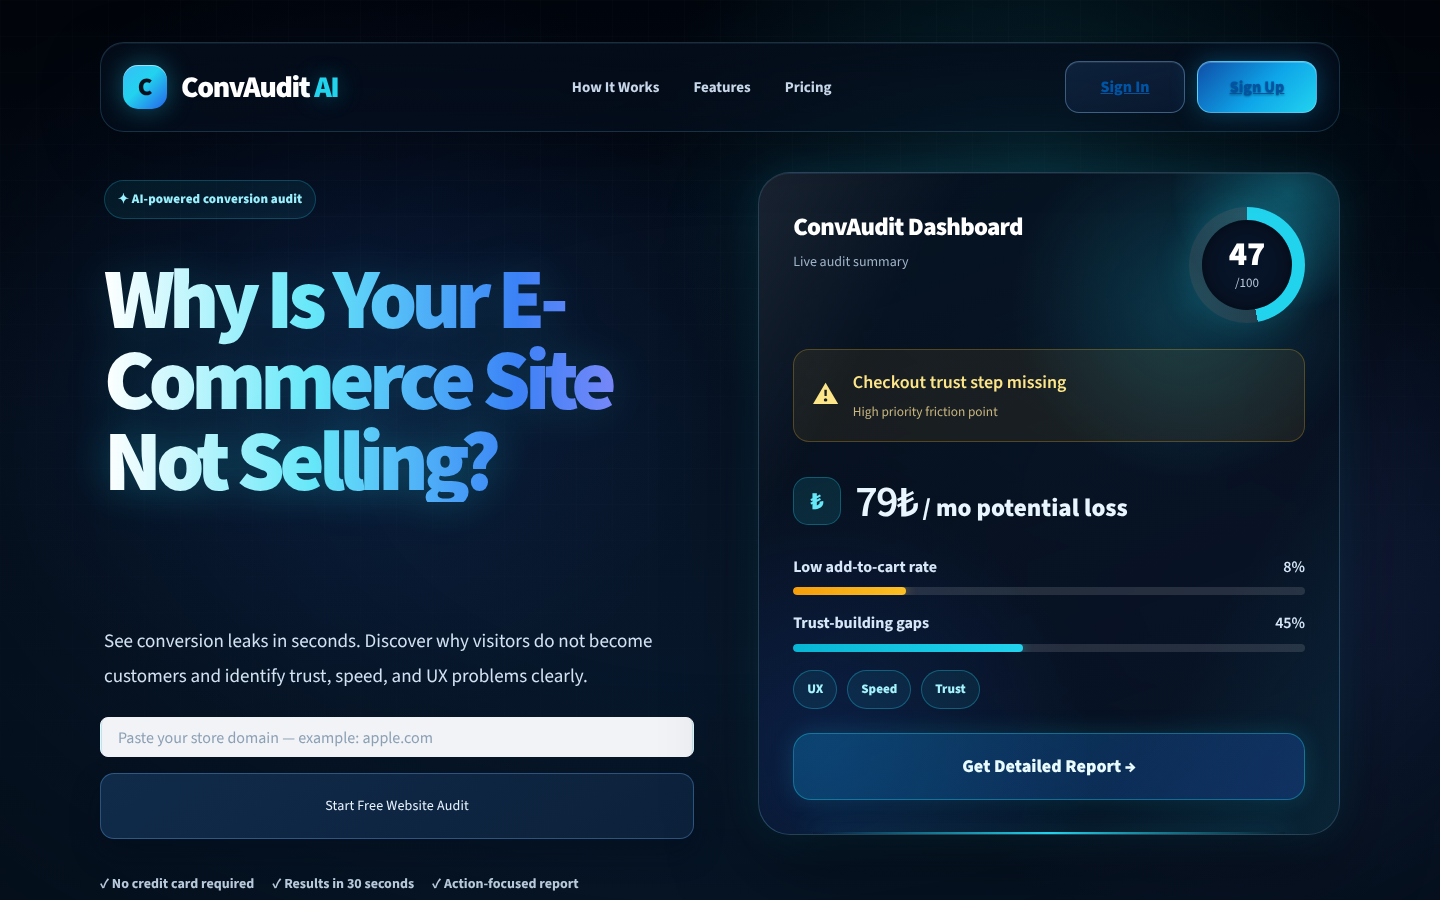 C ConvAudit AI
How It Works Features Pricing
Sign In Sign Up
✦ AI-powered conversion audit
Why Is Your E-
Commerce Site
Not Selling?
See conversion leaks in seconds. Discover why visitors do not become
customers and identify trust, speed, and UX problems clearly.
Paste your store domain — example: apple.com
Start Free Website Audit
✓ No credit card required ✓ Results in 30 seconds ✓ Action-focused report
ConvAudit Dashboard
Live audit summary
47
/100
Checkout trust step missing
High priority friction point
₺ 79₺ / mo potential loss
Low add-to-cart rate 8%
Trust-building gaps 45%
UX Speed Trust
Get Detailed Report →